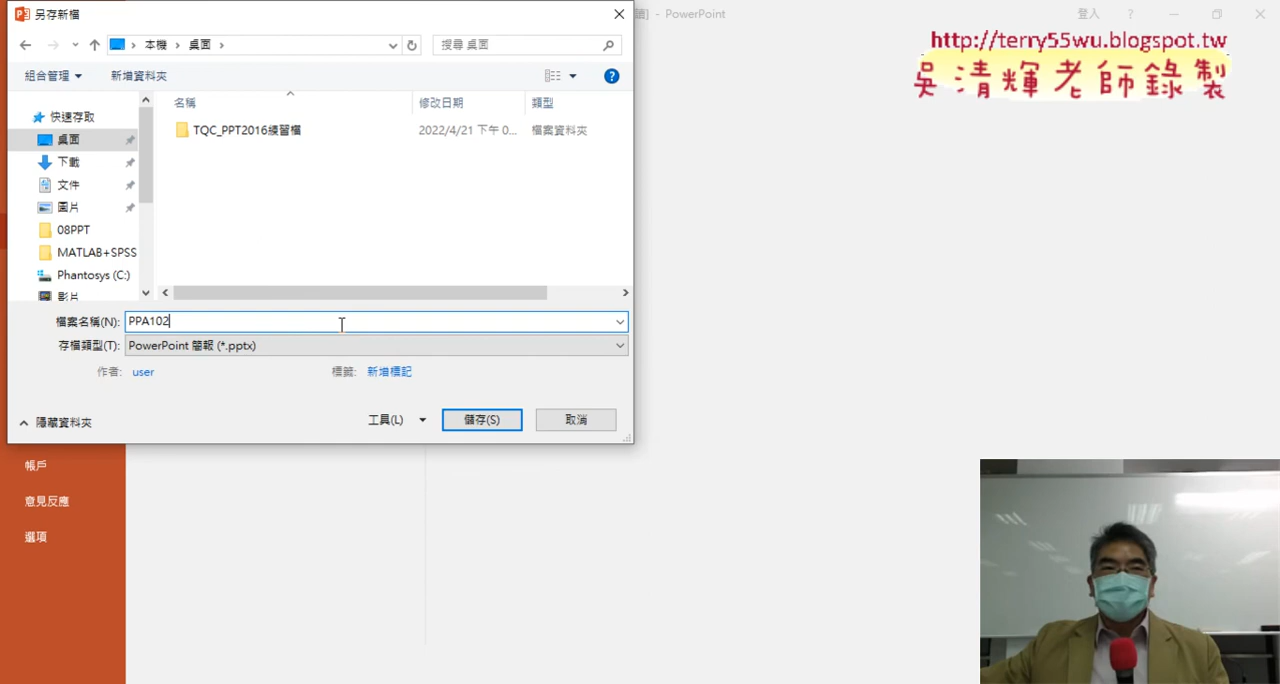 另存新檔
簡] - PowerPoint
登入
http://terry55wu.blogspot.tw
吳清輝老師錄製
本機 › 桌面 ›
搜尋 桌面
組合管理
新增資料夾
名稱
修改日期
類型
快速存取
TQC_PPT2016練習檔
2022/4/21 下午 0...
檔案資料夾
桌面
下載
文件
圖片
08PPT
MATLAB+SPSS
Phantosys (C:)
影片
檔案名稱(N):
PPA102
存檔類型(T):
PowerPoint 簡報 (*.pptx)
作者:
user
標籤:
新增標記
隱藏資料夾
工具(L)
儲存(S)
取消
帳戶
意見反應
選項